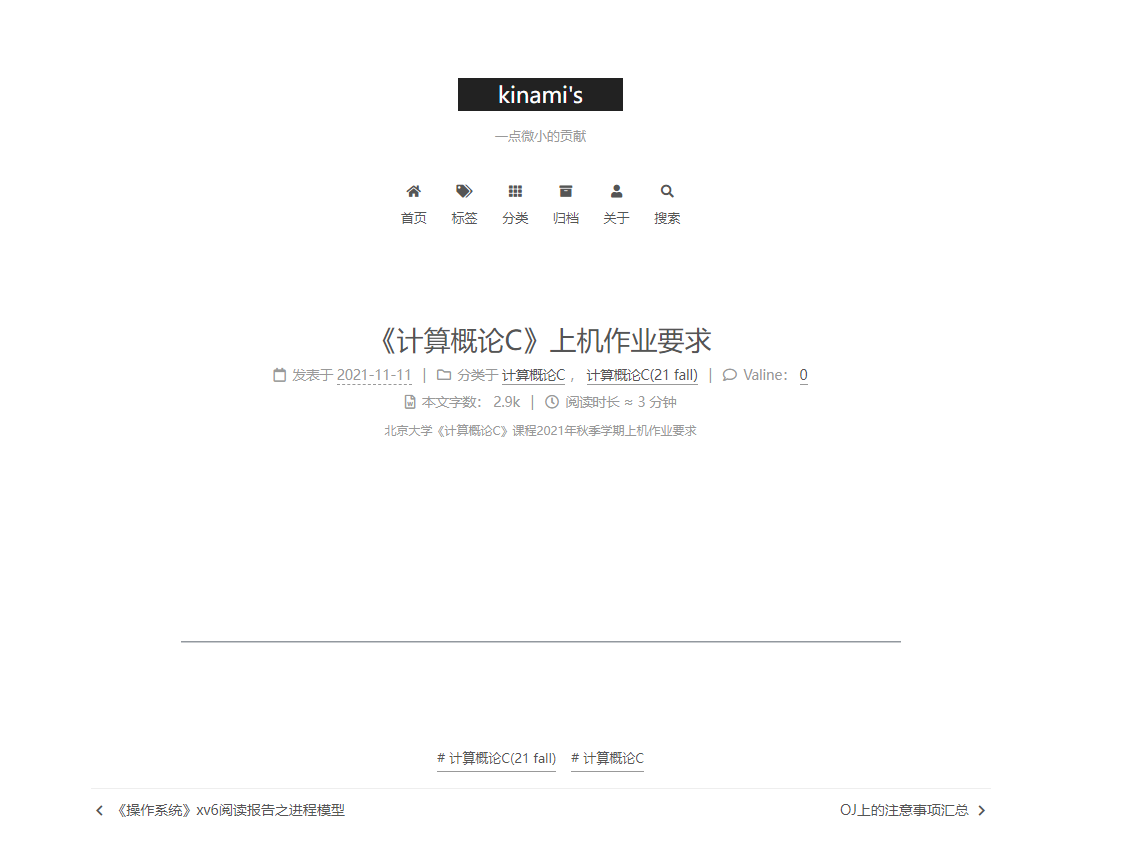 kinami's
一点微小的贡献
首页 标签 分类 归档 关于 搜索
《计算概论C》上机作业要求
发表于 2021-11-11 | 分类于 计算概论C ， 计算概论C(21 fall) | Valine： 0
本文字数： 2.9k | 阅读时长 ≈ 3 分钟
北京大学《计算概论C》课程2021年秋季学期上机作业要求
# 计算概论C(21 fall) # 计算概论C
《操作系统》xv6阅读报告之进程模型 OJ上的注意事项汇总